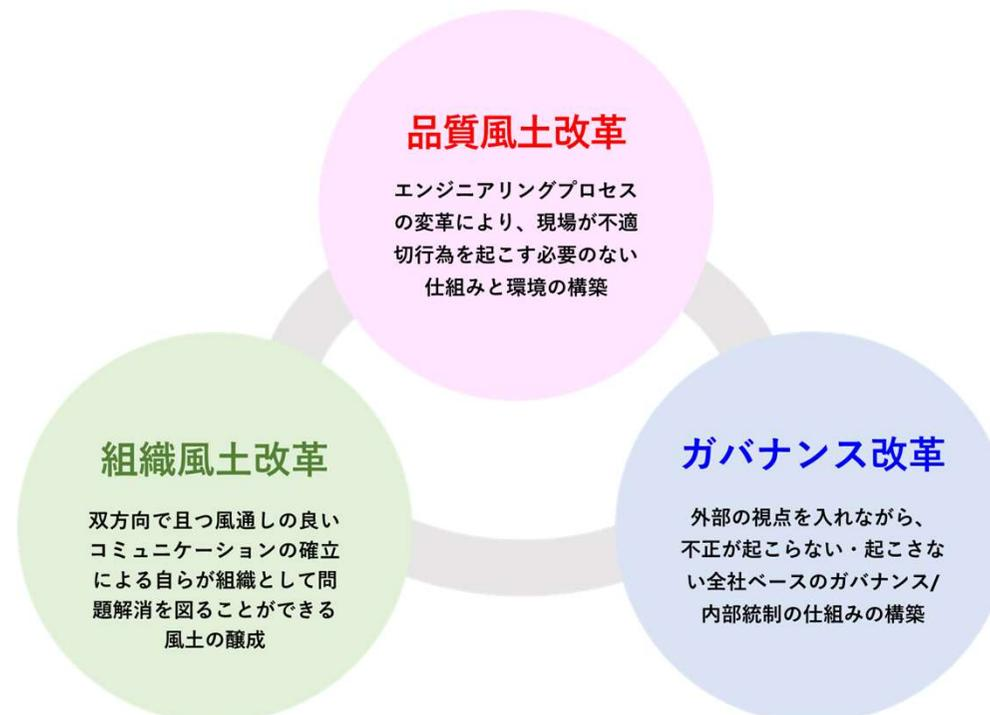 品質風土改革
エンジニアリングプロセス
の変革により、現場が不適
切行為を起こす必要のない
仕組みと環境の構築
組織風土改革
双方向で且つ風通しの良い
コミュニケーションの確立
による自らが組織として問
題解消を図ることができる
風土の醸成
ガバナンス改革
外部の視点を入れながら、
不正が起こらない・起こさな
い全社ベースのガバナンス/
内部統制の仕組みの構築